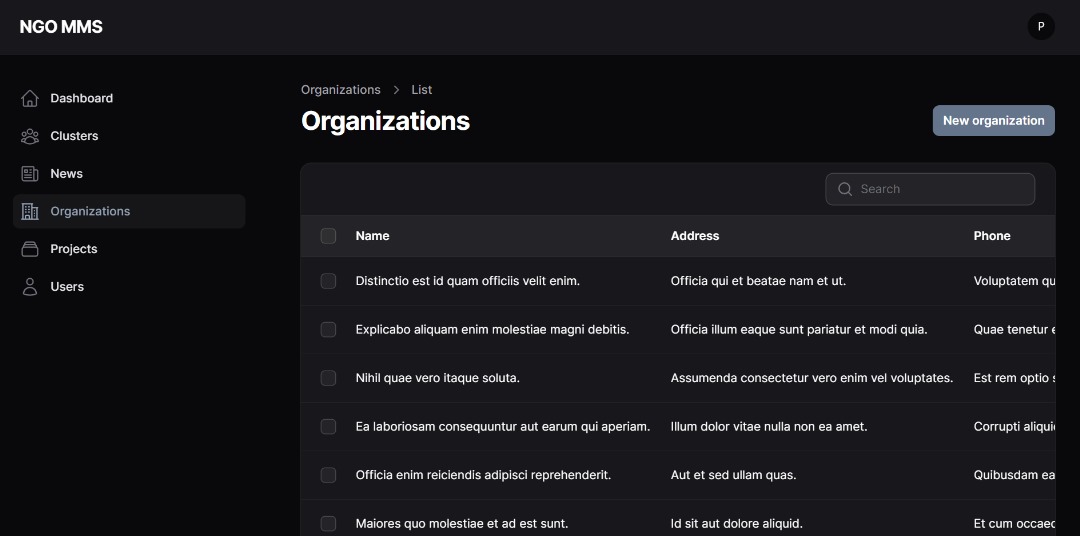 NGO MMS
P
Dashboard
Clusters
News
Organizations
Projects
Users
Organizations > List
Organizations
New organization
Search
Name Address Phone
Distinctio est id quam officiis velit enim. Officia qui et beatae nam et ut. Voluptatem qu
Explicabo aliquam enim molestiae magni debitis. Officia illum eaque sunt pariatur et modi quia. Quae tenetur e
Nihil quae vero itaque soluta. Assumenda consectetur vero enim vel voluptates. Est rem optio s
Ea laboriosam consequuntur aut earum qui aperiam. Illum dolor vitae nulla non ea amet. Corrupti aliqui
Officia enim reiciendis adipisci reprehenderit. Aut et sed ullam quas. Quibusdam ea
Maiores quo molestiae et ad est sunt. Id sit aut dolore aliquid. Et cum occaec